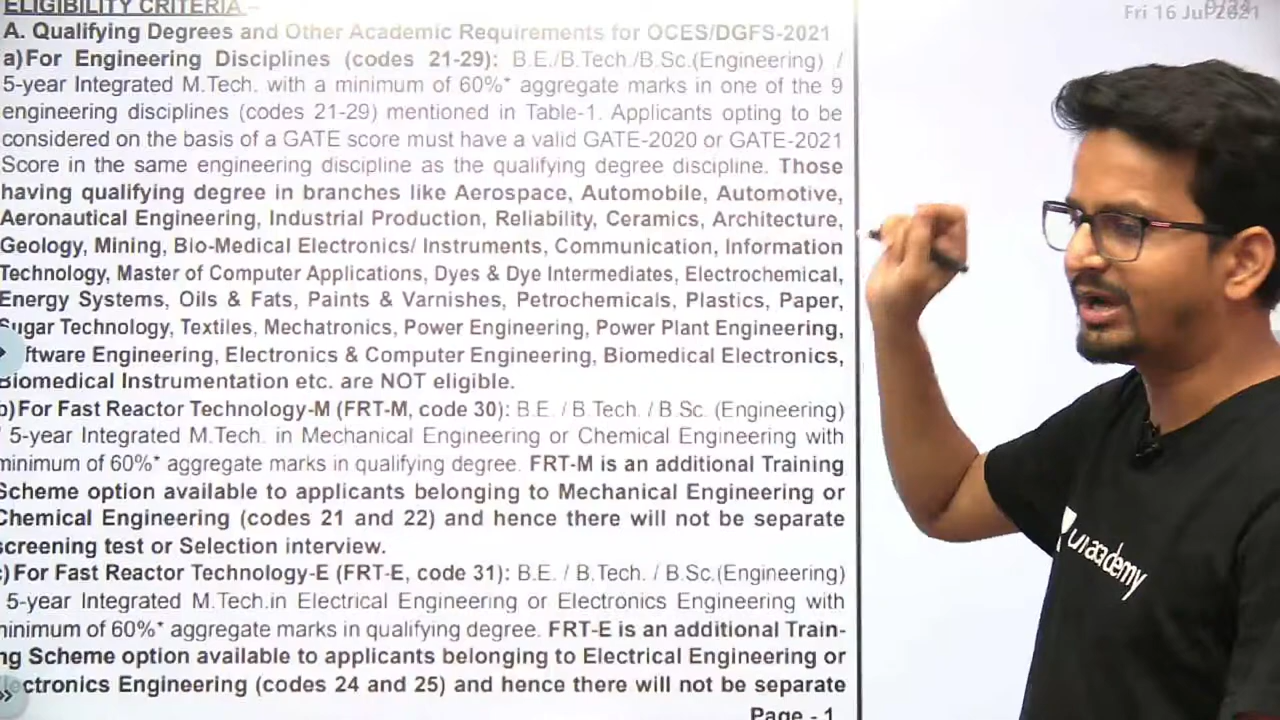 ELIGIBILITY CRITERIA –
Fri 16 Jul 2021
A. Qualifying Degrees and Other Academic Requirements for OCES/DGFS-2021
a)For Engineering Disciplines (codes 21-29): B.E./B.Tech./B.Sc.(Engineering) /
5-year Integrated M.Tech. with a minimum of 60%* aggregate marks in one of the 9
engineering disciplines (codes 21-29) mentioned in Table-1. Applicants opting to be
considered on the basis of a GATE score must have a valid GATE-2020 or GATE-2021
Score in the same engineering discipline as the qualifying degree discipline. Those
having qualifying degree in branches like Aerospace, Automobile, Automotive,
Aeronautical Engineering, Industrial Production, Reliability, Ceramics, Architecture,
Geology, Mining, Bio-Medical Electronics/ Instruments, Communication, Information
Technology, Master of Computer Applications, Dyes & Dye Intermediates, Electrochemical,
Energy Systems, Oils & Fats, Paints & Varnishes, Petrochemicals, Plastics, Paper,
Sugar Technology, Textiles, Mechatronics, Power Engineering, Power Plant Engineering,
ftware Engineering, Electronics & Computer Engineering, Biomedical Electronics,
Biomedical Instrumentation etc. are NOT eligible.
b)For Fast Reactor Technology-M (FRT-M, code 30): B.E. / B.Tech. / B.Sc. (Engineering)
/ 5-year Integrated M.Tech. in Mechanical Engineering or Chemical Engineering with
minimum of 60%* aggregate marks in qualifying degree. FRT-M is an additional Training
Scheme option available to applicants belonging to Mechanical Engineering or
Chemical Engineering (codes 21 and 22) and hence there will not be separate
screening test or Selection interview.
c)For Fast Reactor Technology-E (FRT-E, code 31): B.E. / B.Tech. / B.Sc.(Engineering)
5-year Integrated M.Tech.in Electrical Engineering or Electronics Engineering with
minimum of 60%* aggregate marks in qualifying degree. FRT-E is an additional Train-
ng Scheme option available to applicants belonging to Electrical Engineering or
ectronics Engineering (codes 24 and 25) and hence there will not be separate
Page - 1
unacademy